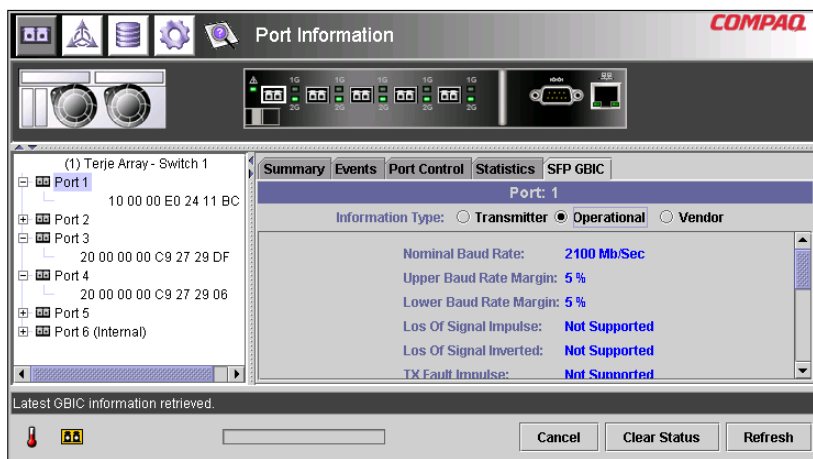 Port Information
COMPAQ
1G 1G 1G 1G 1G
2G 2G 2G 2G 2G
(1) Terje Array - Switch 1
Port 1
10 00 00 E0 24 11 BC
Port 2
Port 3
20 00 00 00 C9 27 29 DF
Port 4
20 00 00 00 C9 27 29 06
Port 5
Port 6 (Internal)
Summary Events Port Control Statistics SFP GBIC
Port: 1
Information Type: Transmitter Operational Vendor
Nominal Baud Rate: 2100 Mb/Sec
Upper Baud Rate Margin: 5 %
Lower Baud Rate Margin: 5 %
Los Of Signal Impulse: Not Supported
Los Of Signal Inverted: Not Supported
TX Fault Impulse: Not Supported
Latest GBIC information retrieved.
Cancel Clear Status Refresh